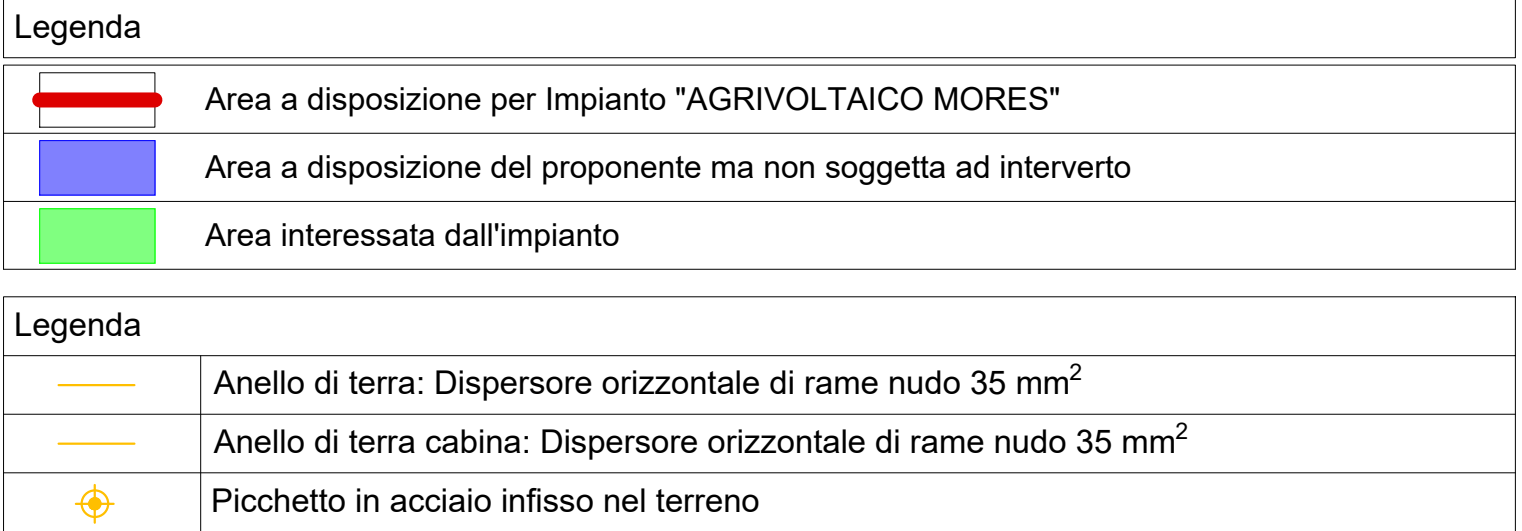 Legenda
Area a disposizione per Impianto "AGRIVOLTAICO MORES"
Area a disposizione del proponente ma non soggetta ad interverto
Area interessata dall'impianto
Legenda
Anello di terra: Dispersore orizzontale di rame nudo 35 mm²
Anello di terra cabina: Dispersore orizzontale di rame nudo 35 mm²
Picchetto in acciaio infisso nel terreno